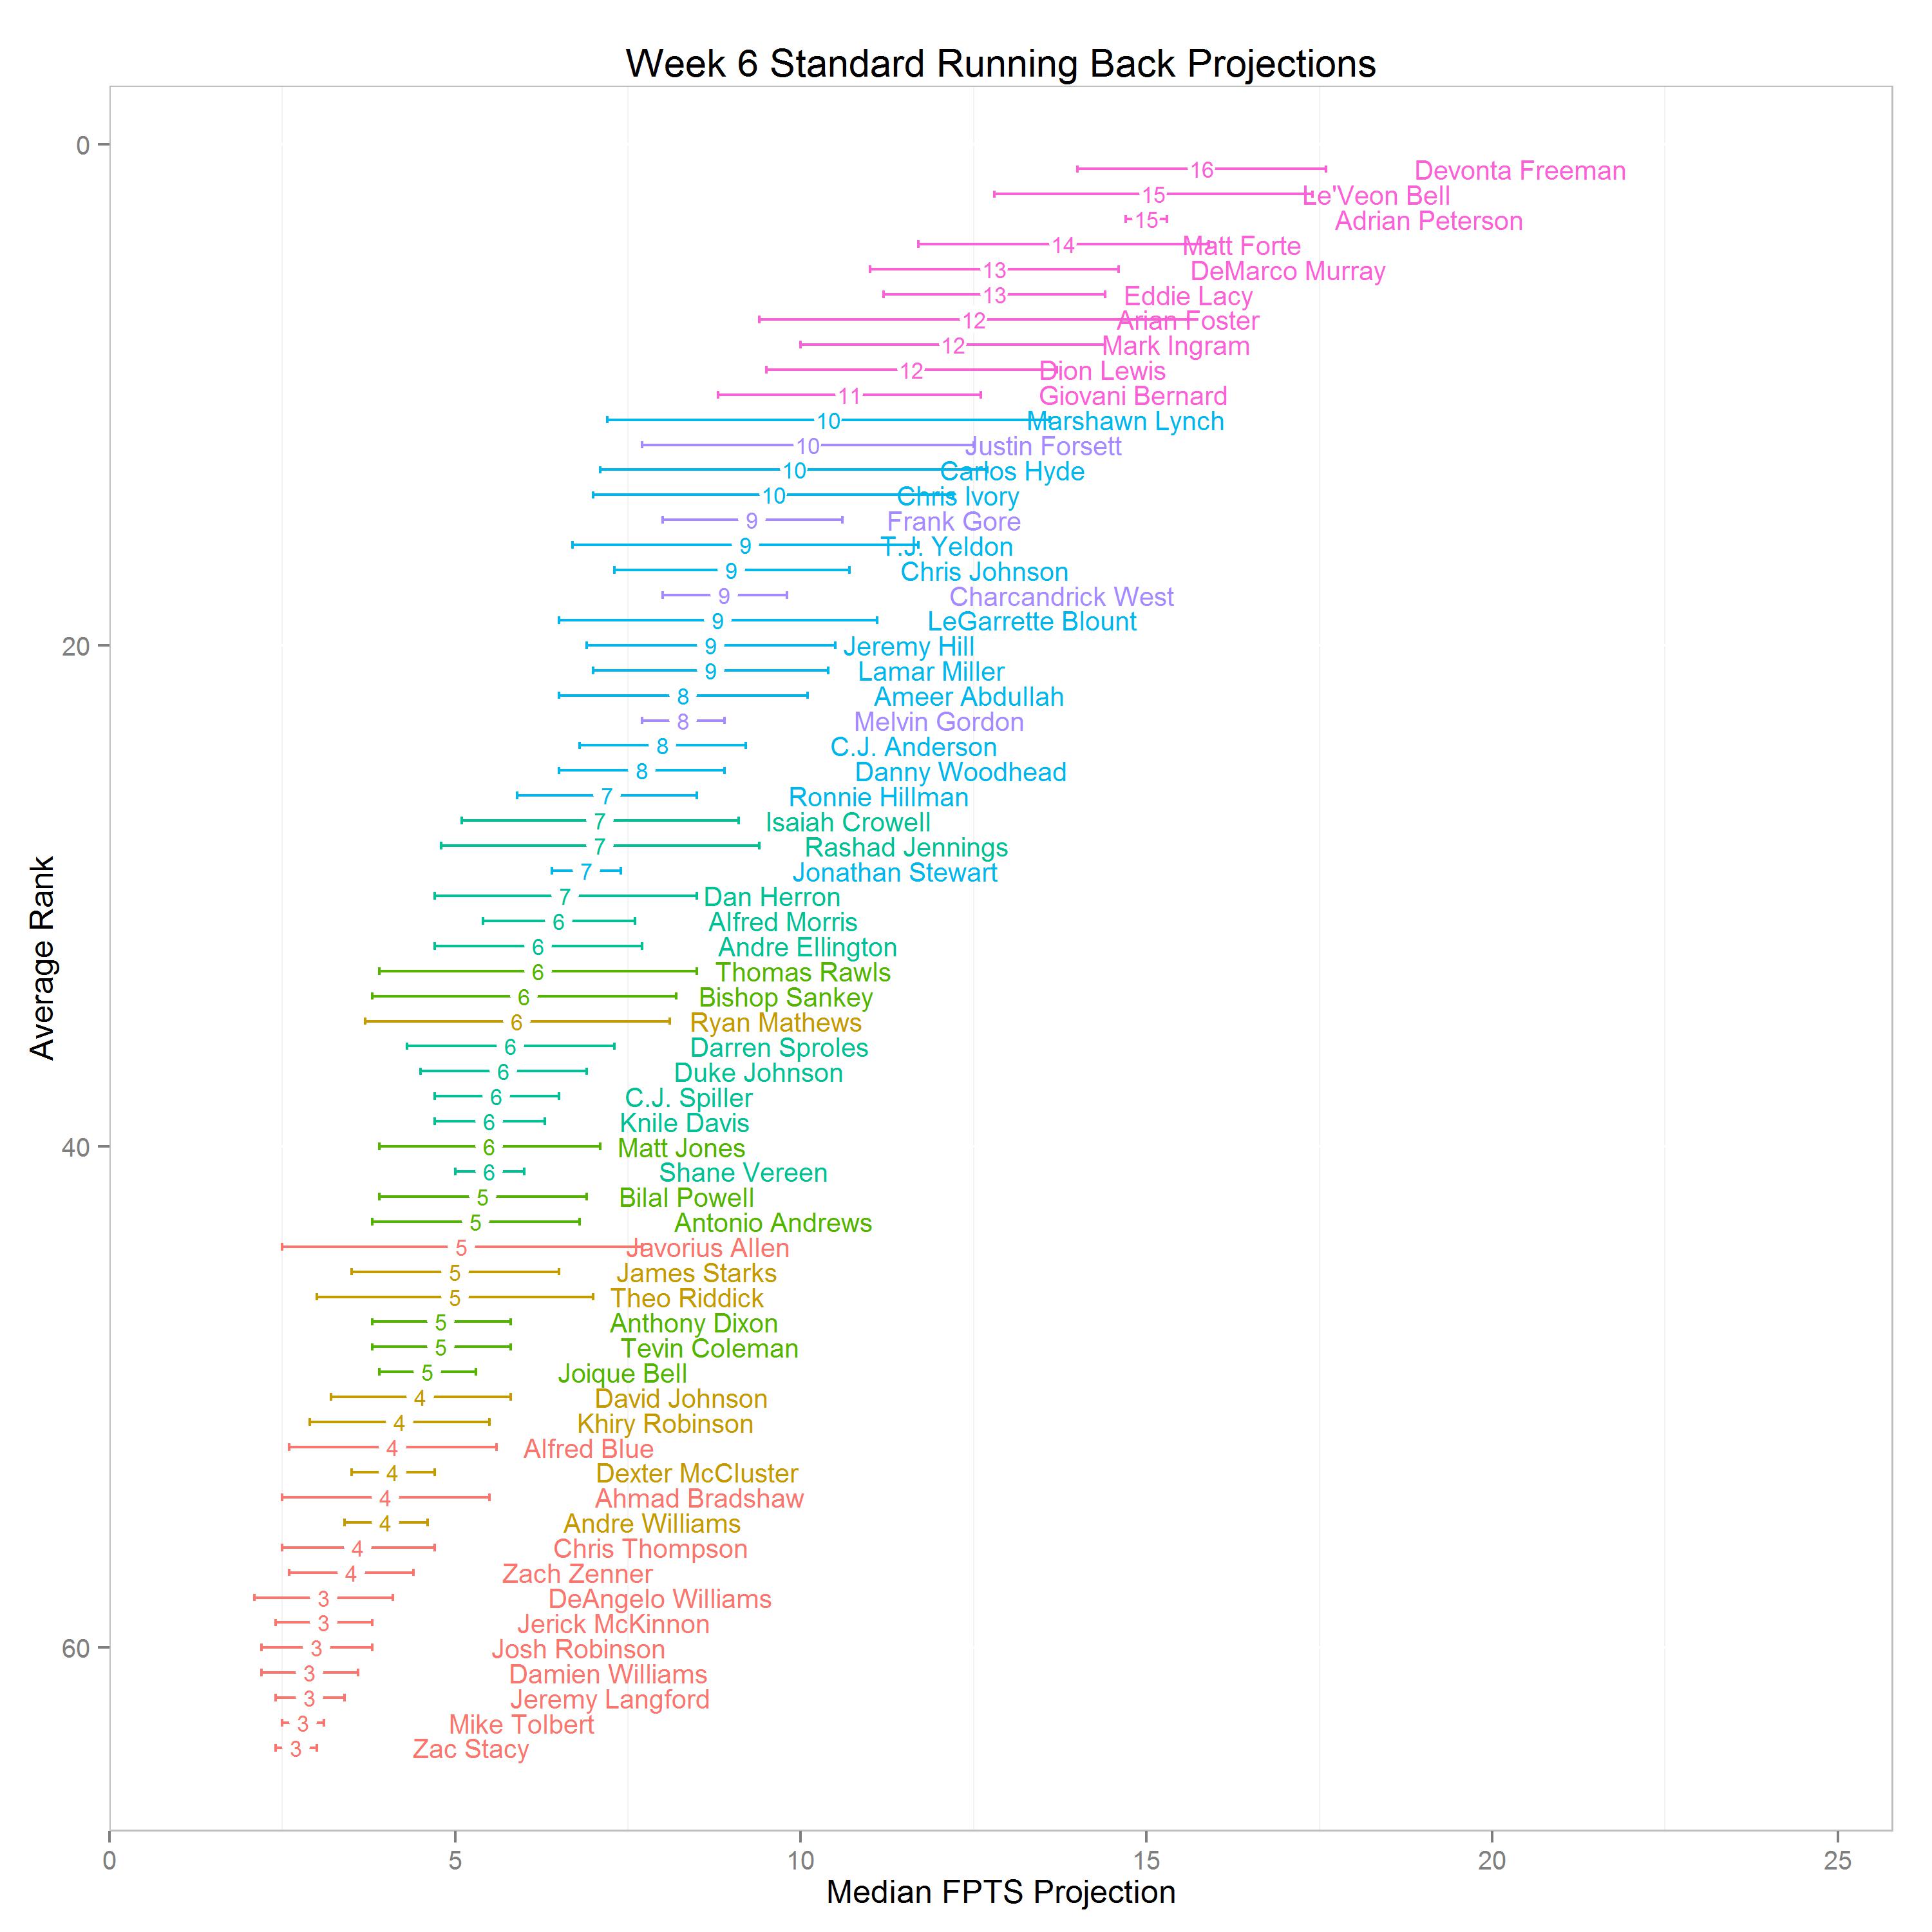 Week 6 Standard Running Back Projections
0
16 Devonta Freeman
15 Le'Veon Bell
15 Adrian Peterson
14 Matt Forte
13 DeMarco Murray
13 Eddie Lacy
12 Arian Foster
12 Mark Ingram
12 Dion Lewis
11 Giovani Bernard
10 Marshawn Lynch
10 Justin Forsett
10 Carlos Hyde
10 Chris Ivory
9 Frank Gore
9 T.J. Yeldon
9 Chris Johnson
9 Charcandrick West
9 LeGarrette Blount
20
9 Jeremy Hill
9 Lamar Miller
8 Ameer Abdullah
8 Melvin Gordon
8 C.J. Anderson
8 Danny Woodhead
7 Ronnie Hillman
7 Isaiah Crowell
7 Rashad Jennings
7 Jonathan Stewart
7 Dan Herron
6 Alfred Morris
6 Andre Ellington
6 Thomas Rawls
6 Bishop Sankey
6 Ryan Mathews
6 Darren Sproles
6 Duke Johnson
6 C.J. Spiller
6 Knile Davis
40
6 Matt Jones
6 Shane Vereen
5 Bilal Powell
5 Antonio Andrews
5 Javorius Allen
5 James Starks
5 Theo Riddick
5 Anthony Dixon
5 Tevin Coleman
5 Joique Bell
4 David Johnson
4 Khiry Robinson
4 Alfred Blue
4 Dexter McCluster
4 Ahmad Bradshaw
4 Andre Williams
4 Chris Thompson
4 Zach Zenner
3 DeAngelo Williams
3 Jerick McKinnon
60
3 Josh Robinson
3 Damien Williams
3 Jeremy Langford
3 Mike Tolbert
3 Zac Stacy
Average Rank
0 5 10 15 20 25
Median FPTS Projection